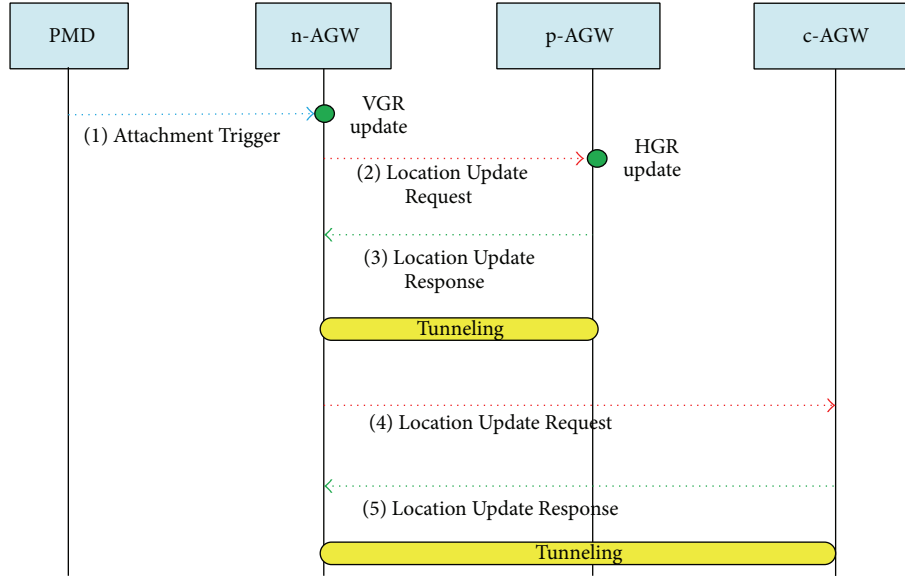 PMD
n-AGW
p-AGW
c-AGW
VGR
update
(1) Attachment Trigger
HGR
update
(2) Location Update
Request
(3) Location Update
Response
Tunneling
(4) Location Update Request
(5) Location Update Response
Tunneling